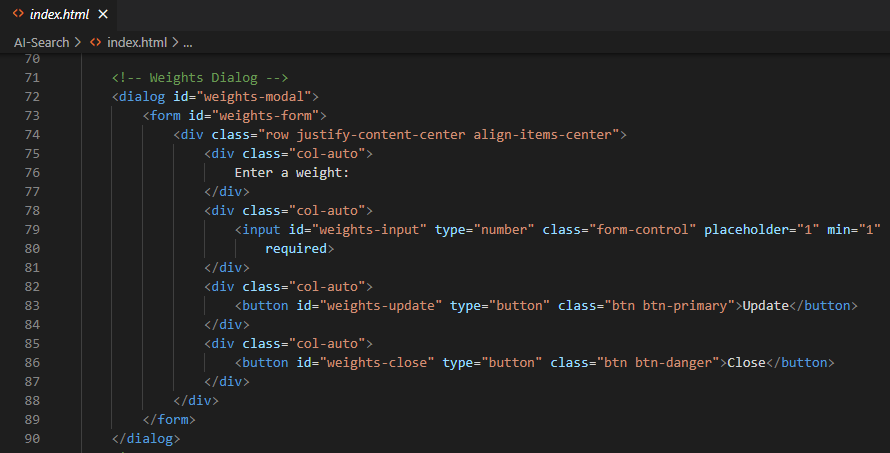 index.html
AI-Search > index.html > ...
70
71 <!-- Weights Dialog -->
72 <dialog id="weights-modal">
73 <form id="weights-form">
74 <div class="row justify-content-center align-items-center">
75 <div class="col-auto">
76 Enter a weight:
77 </div>
78 <div class="col-auto">
79 <input id="weights-input" type="number" class="form-control" placeholder="1" min="1"
80 required>
81 </div>
82 <div class="col-auto">
83 <button id="weights-update" type="button" class="btn btn-primary">Update</button>
84 </div>
85 <div class="col-auto">
86 <button id="weights-close" type="button" class="btn btn-danger">Close</button>
87 </div>
88 </div>
89 </form>
90 </dialog>